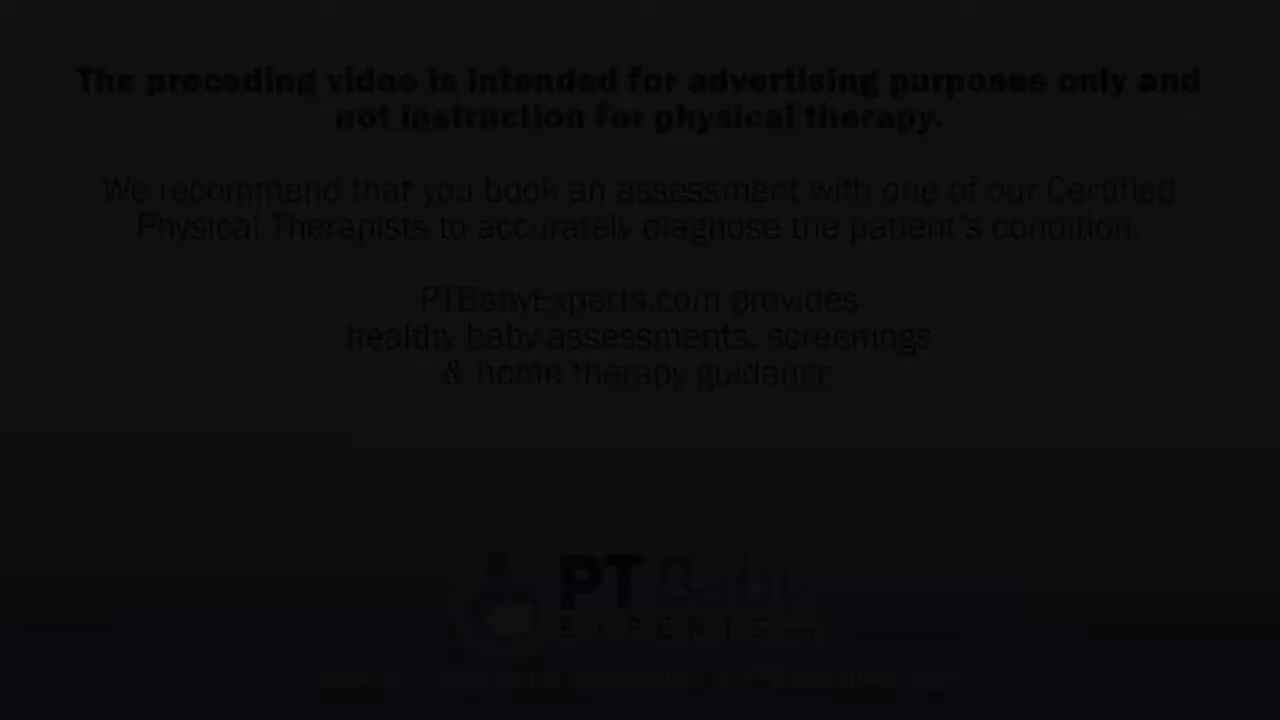 The preceding video is intended for advertising purposes only and
not instruction for physical therapy.
We recommend that you book an assessment with one of our Certified
Physical Therapists to accurately diagnose the patient's condition.
PTBabyExperts.com provides
healthy baby assessments, screenings
& home therapy guidance.
PT Baby
EXPERTS.com